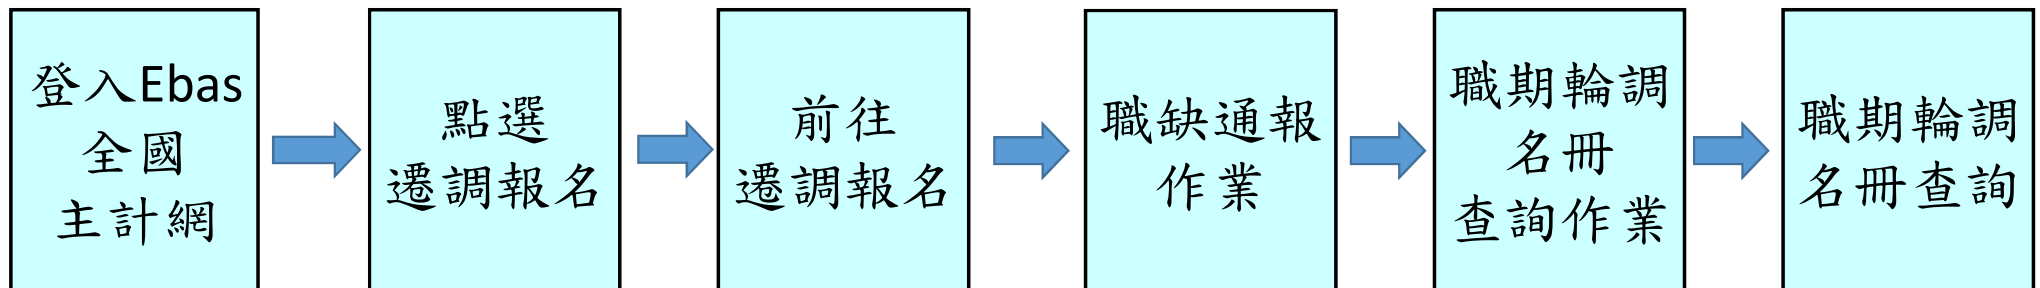 登入Ebas
全國
主計網
點選
遷調報名
前往
遷調報名
職缺通報
作業
職期輪調
名冊
查詢作業
職期輪調
名冊查詢